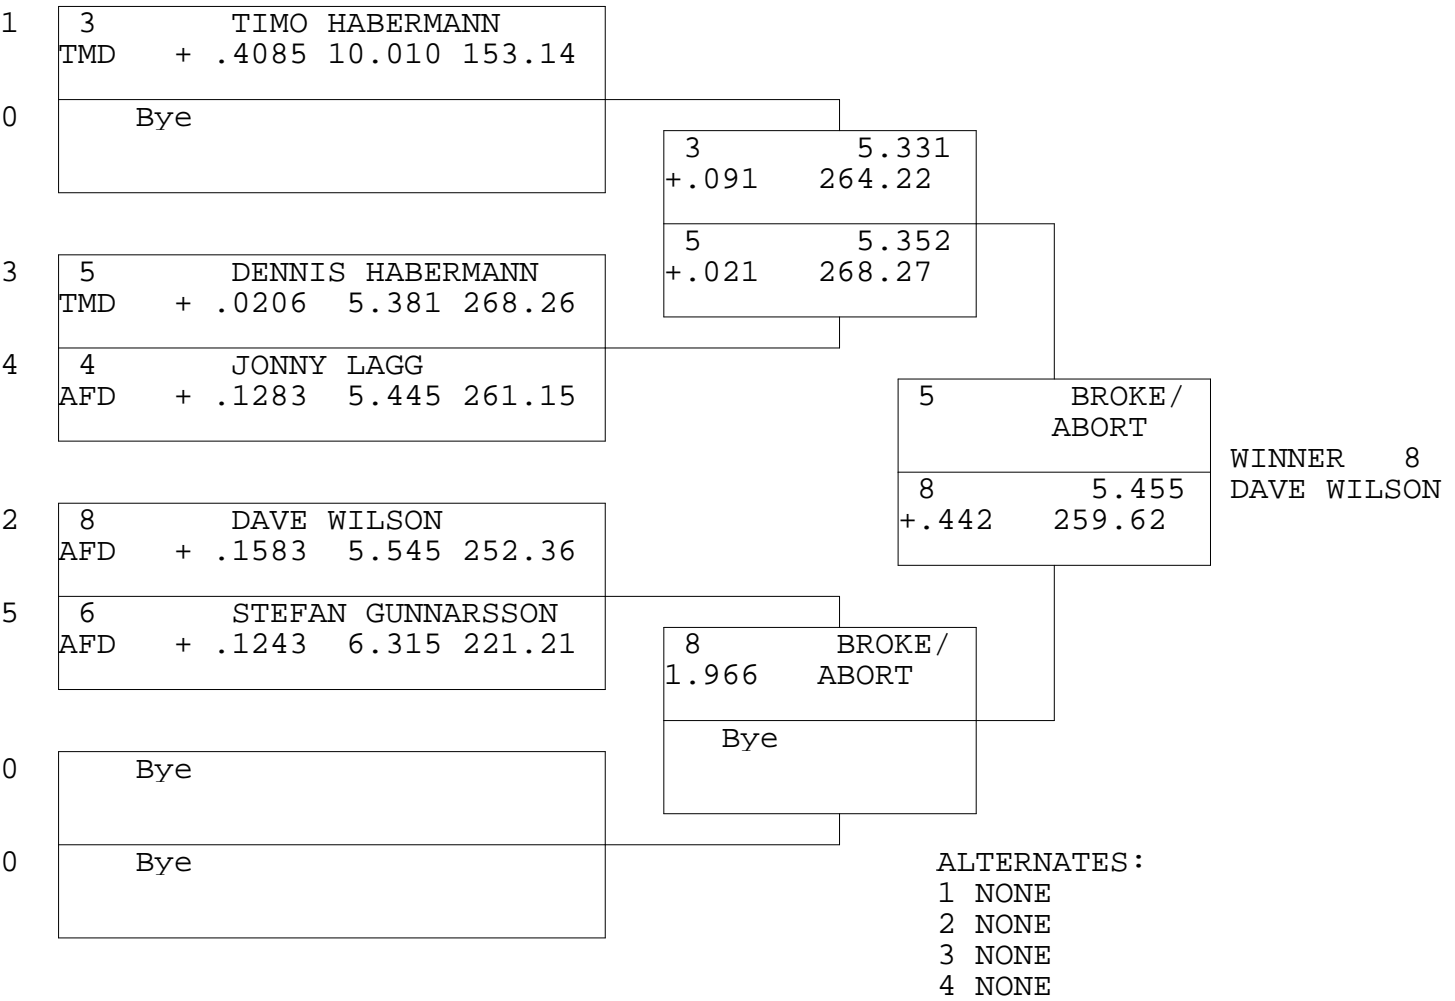 1 3 TIMO HABERMANN
TMD + .4085 10.010 153.14
0 Bye
3 5 DENNIS HABERMANN
TMD + .0206 5.381 268.26
4 4 JONNY LAGG
AFD + .1283 5.445 261.15
2 8 DAVE WILSON
AFD + .1583 5.545 252.36
5 6 STEFAN GUNNARSSON
AFD + .1243 6.315 221.21
0 Bye
0 Bye
3 5.331
+.091 264.22
5 5.352
+.021 268.27
8 BROKE/
1.966 ABORT
Bye
5 BROKE/
ABORT
8 5.455
+.442 259.62
WINNER 8
DAVE WILSON
ALTERNATES:
1 NONE
2 NONE
3 NONE
4 NONE